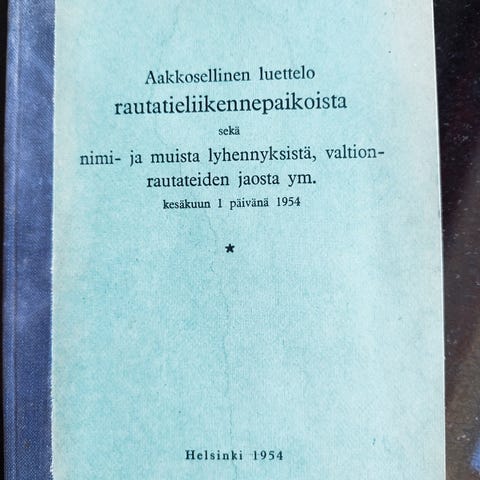 Aakkosellinen luettelo
rautatieliikennepaikoista
sekä
nimi- ja muista lyhennyksistä, valtion-
rautateiden jaosta ym.
kesäkuun 1 päivänä 1954
*
Helsinki 1954